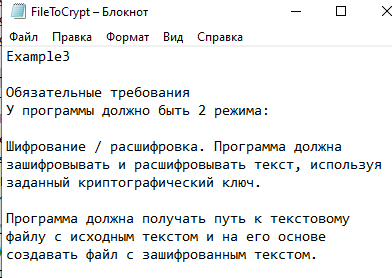 FileToCrypt – Блокнот
Файл Правка Формат Вид Справка
Example3
Обязательные требования
У программы должно быть 2 режима:
Шифрование / расшифровка. Программа должна
зашифровывать и расшифровывать текст, используя
заданный криптографический ключ.
Программа должна получать путь к текстовому
файлу с исходным текстом и на его основе
создавать файл с зашифрованным текстом.